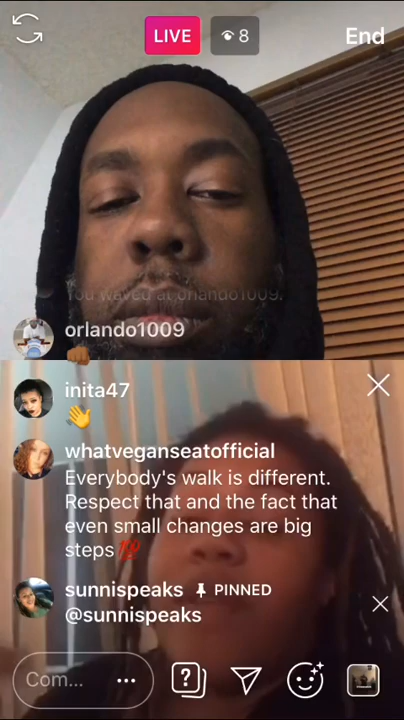 LIVE
8
End
You waved at orlando1009.
orlando1009
inita47
whatveganseatofficial
Everybody's walk is different.
Respect that and the fact that
even small changes are big
steps💯
sunnispeaks PINNED
@sunnispeaks
Com...